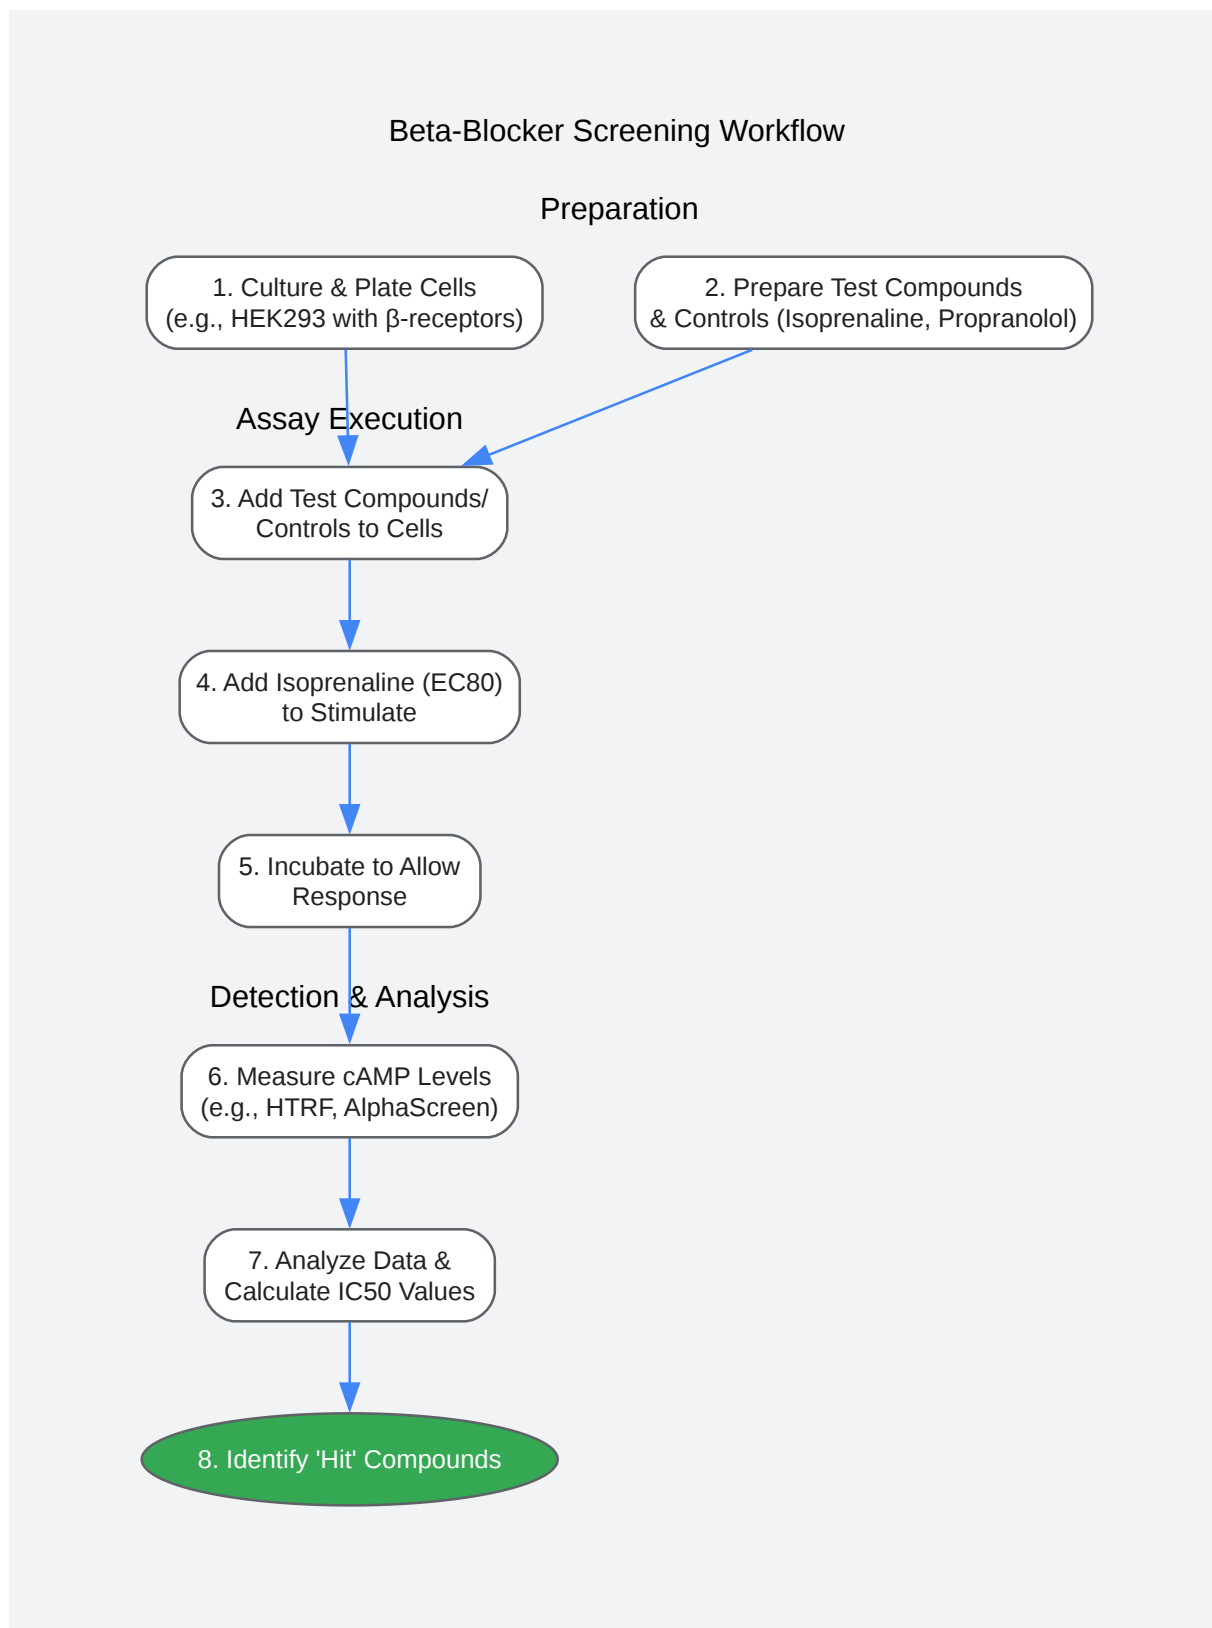 Beta-Blocker Screening Workflow
Preparation
1. Culture & Plate Cells
(e.g., HEK293 with β-receptors)
2. Prepare Test Compounds
& Controls (Isoprenaline, Propranolol)
Assay Execution
3. Add Test Compounds/
Controls to Cells
4. Add Isoprenaline (EC80)
to Stimulate
5. Incubate to Allow
Response
Detection & Analysis
6. Measure cAMP Levels
(e.g., HTRF, AlphaScreen)
7. Analyze Data &
Calculate IC50 Values
8. Identify 'Hit' Compounds